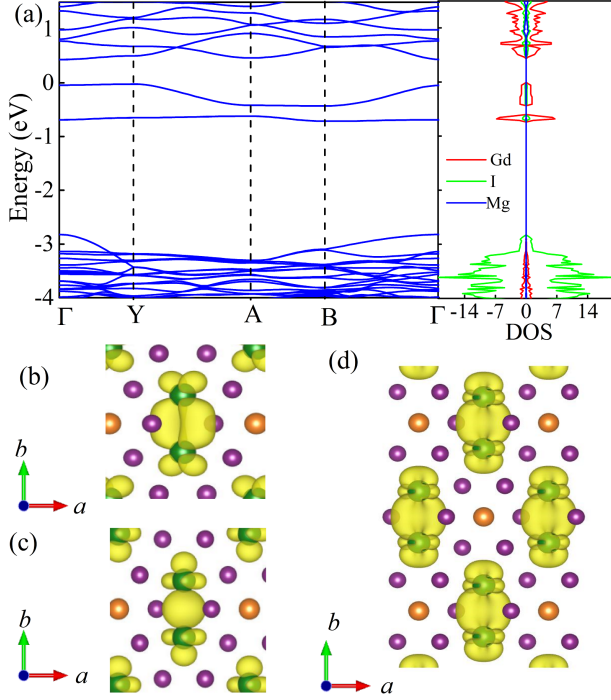 (a)
Energy (eV)
1
0
-1
-2
-3
-4
Γ Y A B Γ
Gd
I
Mg
-14 -7 0 7 14
DOS
(b)
b
a
(c)
b
a
(d)
b
a